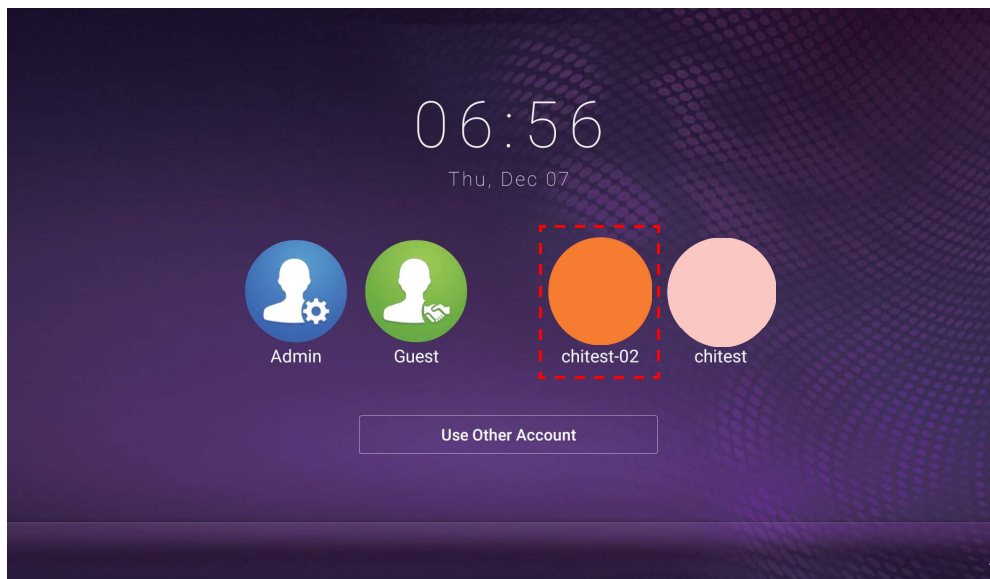 06:56
Thu, Dec 07
Admin
Guest
chitest-02
chitest
Use Other Account